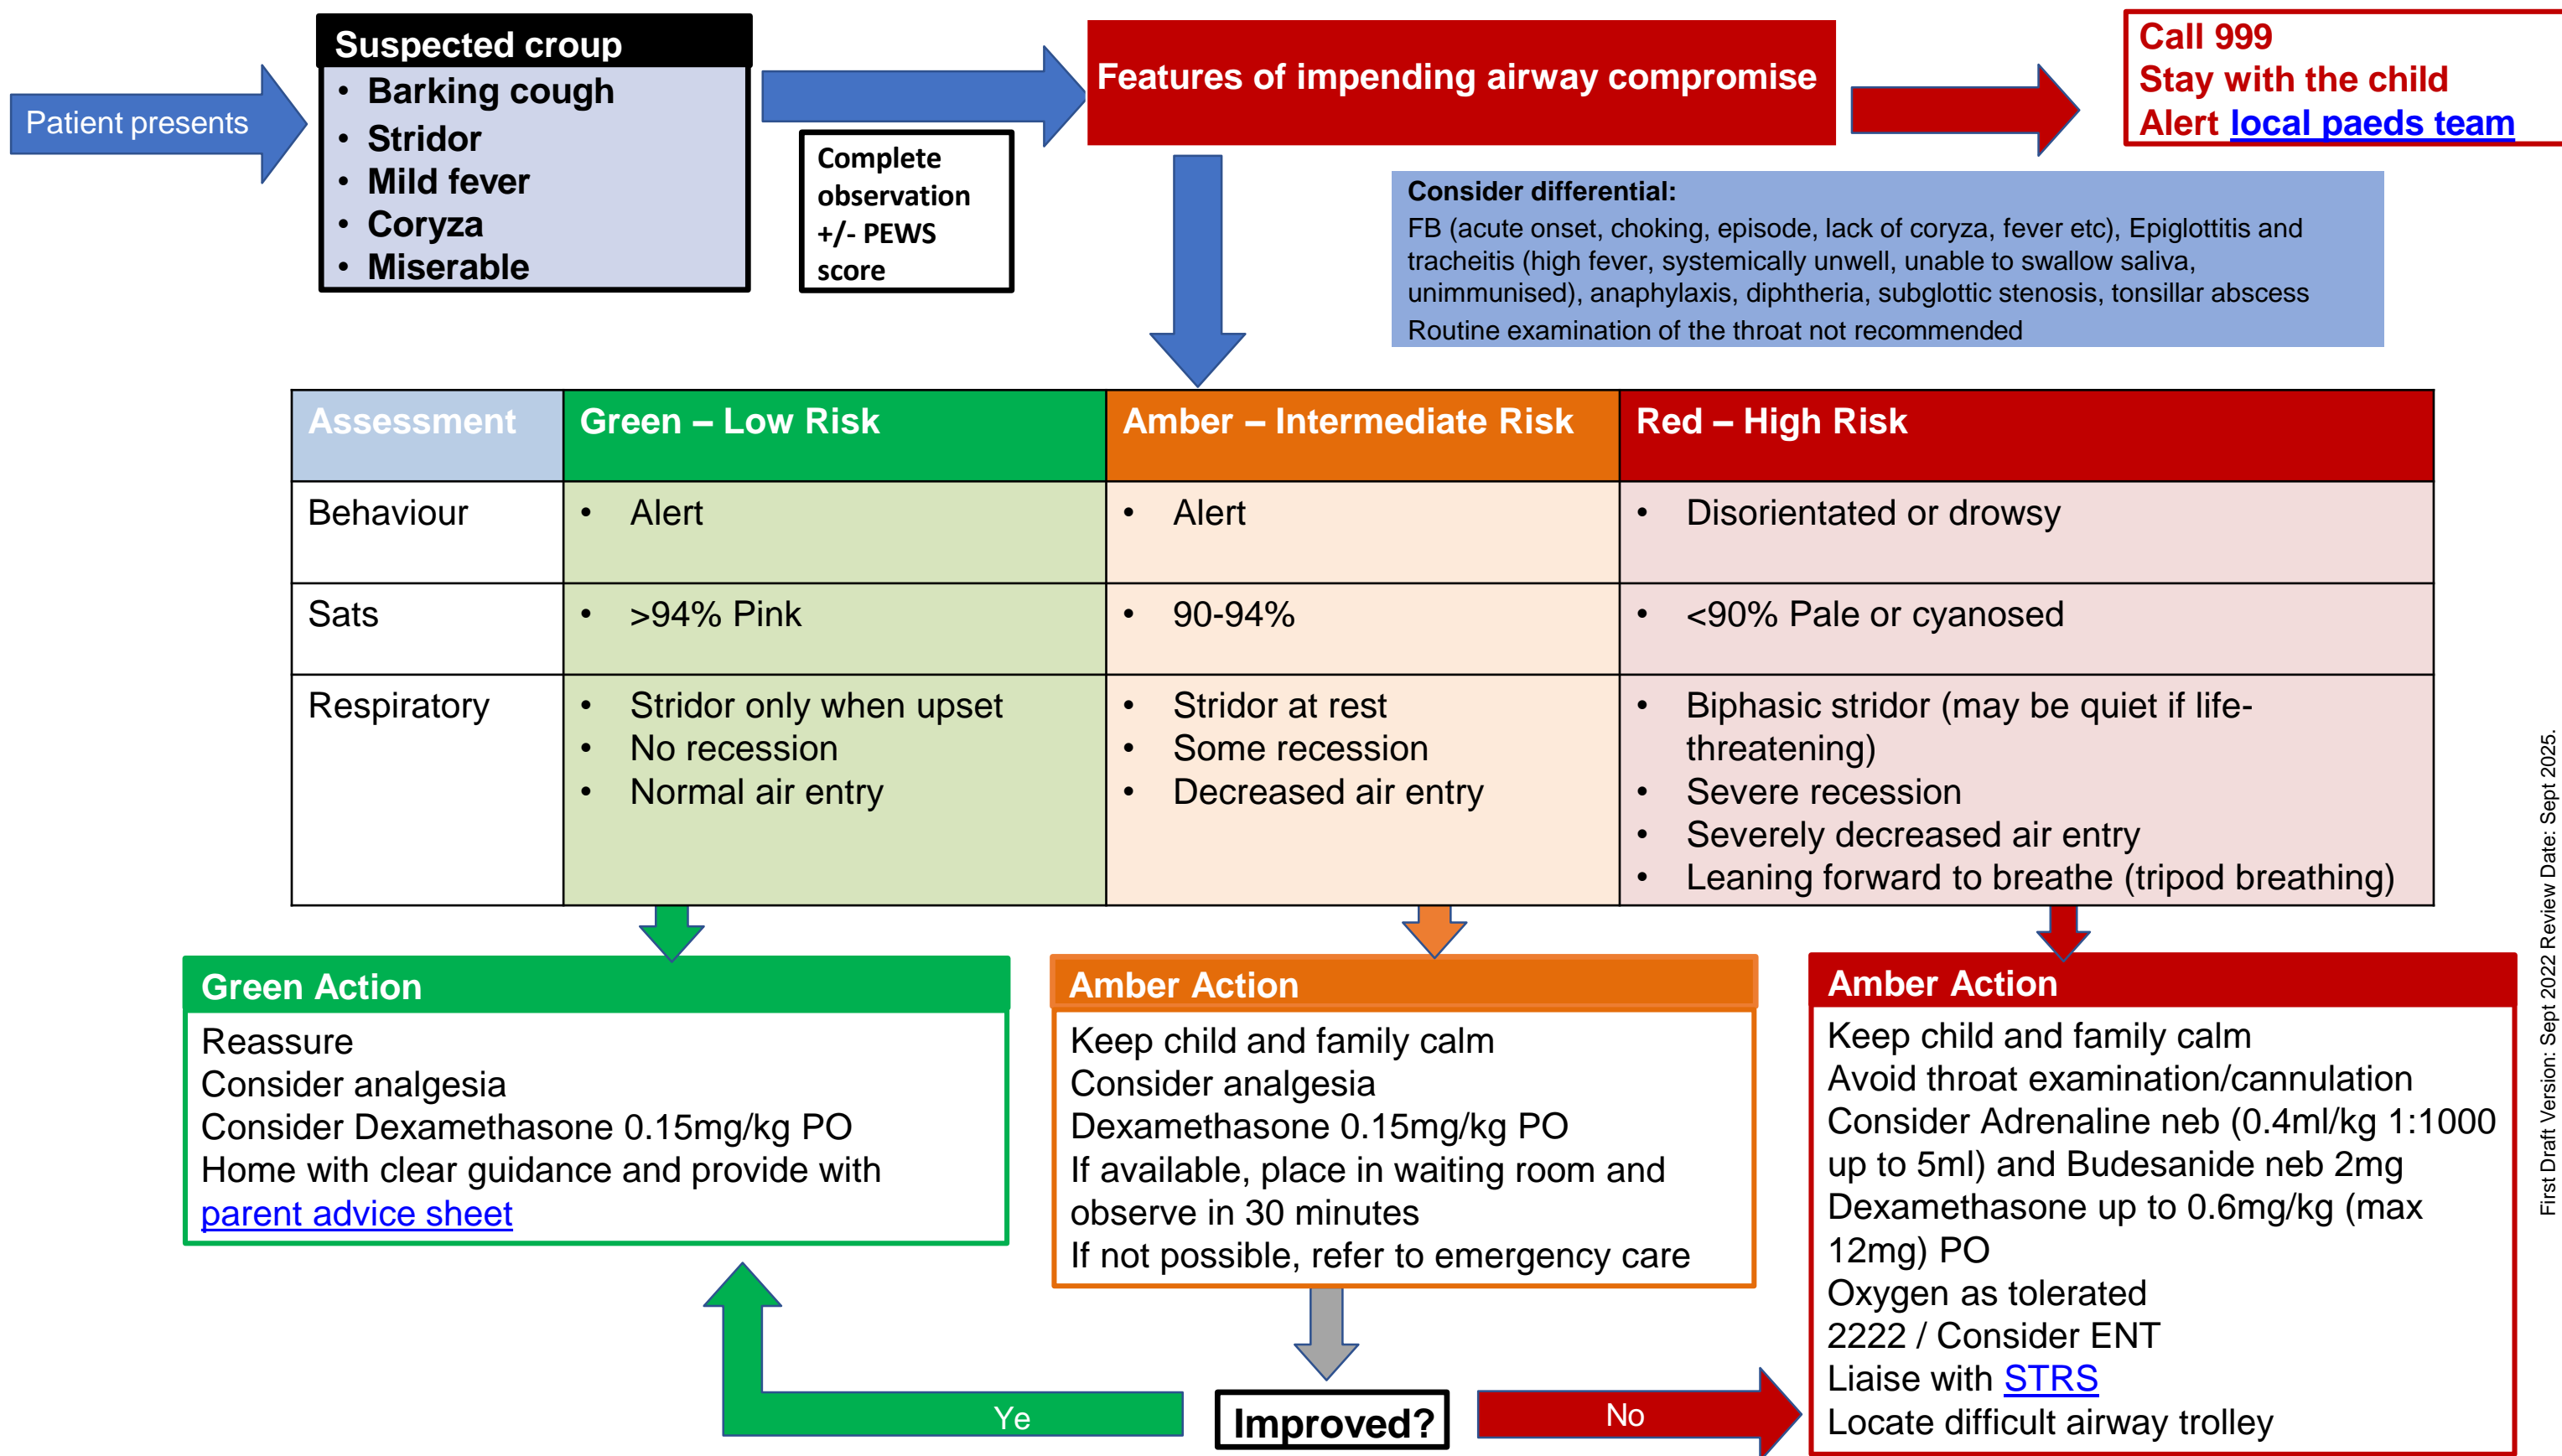 Patient presents
Suspected croup
• Barking cough
• Stridor
• Mild fever
• Coryza
• Miserable
Complete
observation
+/- PEWS
score
Features of impending airway compromise
Call 999
Stay with the child
Alert local paeds team
Consider differential:
FB (acute onset, choking, episode, lack of coryza, fever etc), Epiglottitis and
tracheitis (high fever, systemically unwell, unable to swallow saliva,
unimmunised), anaphylaxis, diphtheria, subglottic stenosis, tonsillar abscess
Routine examination of the throat not recommended
Assessment
Green – Low Risk
Amber – Intermediate Risk
Red – High Risk
Behaviour
• Alert
• Alert
• Disorientated or drowsy
Sats
• >94% Pink
• 90-94%
• <90% Pale or cyanosed
Respiratory
• Stridor only when upset
• No recession
• Normal air entry
• Stridor at rest
• Some recession
• Decreased air entry
• Biphasic stridor (may be quiet if life-
threatening)
• Severe recession
• Severely decreased air entry
• Leaning forward to breathe (tripod breathing)
Green Action
Reassure
Consider analgesia
Consider Dexamethasone 0.15mg/kg PO
Home with clear guidance and provide with
parent advice sheet
Amber Action
Keep child and family calm
Consider analgesia
Dexamethasone 0.15mg/kg PO
If available, place in waiting room and
observe in 30 minutes
If not possible, refer to emergency care
Amber Action
Keep child and family calm
Avoid throat examination/cannulation
Consider Adrenaline neb (0.4ml/kg 1:1000
up to 5ml) and Budesanide neb 2mg
Dexamethasone up to 0.6mg/kg (max
12mg) PO
Oxygen as tolerated
2222 / Consider ENT
Liaise with STRS
Locate difficult airway trolley
Ye
Improved?
No
First Draft Version: Sept 2022 Review Date: Sept 2025.